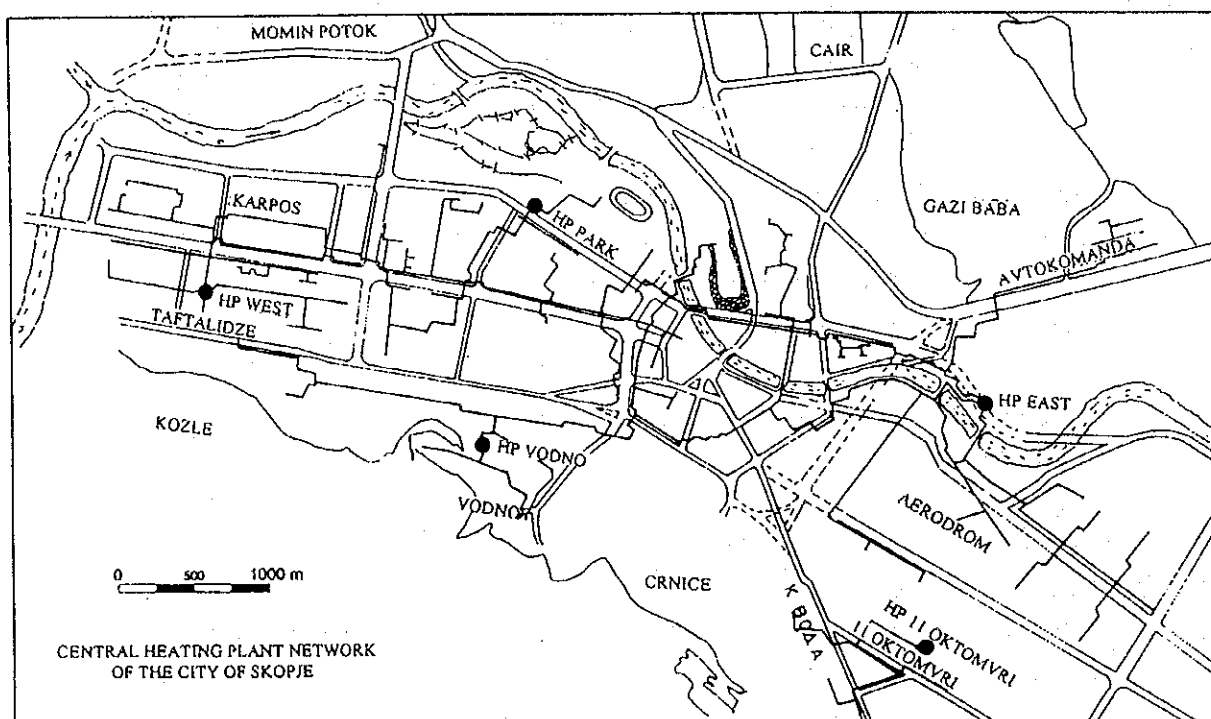 MOMIN POTOK
CAIR
KARPOS
HP PARK
GAZI BABA
AVTOKOMANDA
HP WEST
TAFTALIDZE
KOZLE
HP VODNO
HP EAST
VODNO
AERODROM
CRNICE
K BODA
HP 11 OKTOMVRI
11 OKTOMVRI
0 500 1000 m
CENTRAL HEATING PLANT NETWORK
OF THE CITY OF SKOPJE